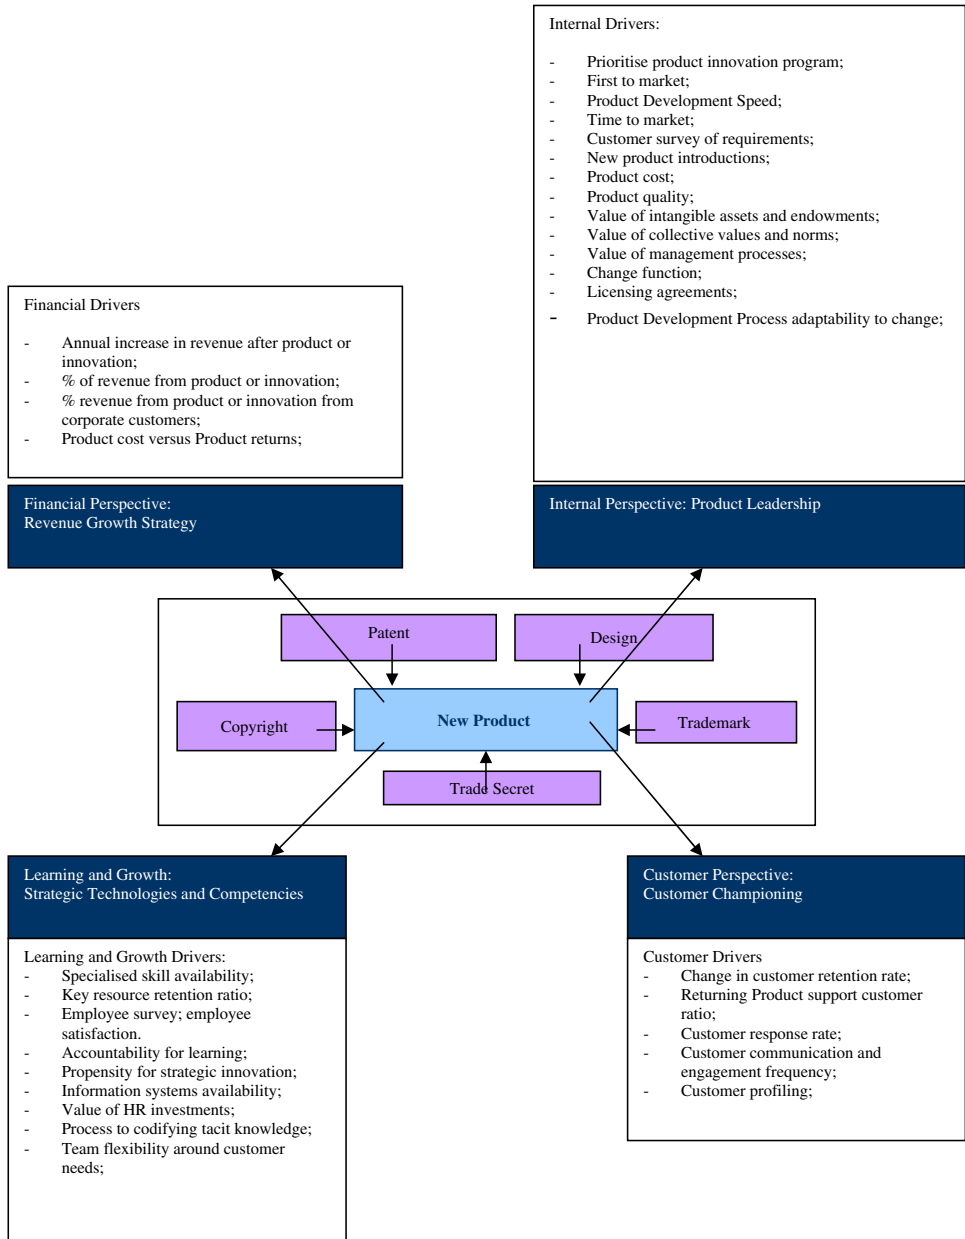 Internal Drivers:
- Prioritise product innovation program;
- First to market;
- Product Development Speed;
- Time to market;
- Customer survey of requirements;
- New product introductions;
- Product cost;
- Product quality;
- Value of intangible assets and endowments;
- Value of collective values and norms;
- Value of management processes;
- Change function;
- Licensing agreements;
- Product Development Process adaptability to change;
Financial Drivers
- Annual increase in revenue after product or
innovation;
- % of revenue from product or innovation;
- % revenue from product or innovation from
corporate customers;
- Product cost versus Product returns;
Financial Perspective:
Revenue Growth Strategy
Internal Perspective: Product Leadership
Patent
Design
Copyright
New Product
Trademark
Trade Secret
Learning and Growth:
Strategic Technologies and Competencies
Learning and Growth Drivers:
- Specialised skill availability;
- Key resource retention ratio;
- Employee survey; employee
satisfaction.
- Accountability for learning;
- Propensity for strategic innovation;
- Information systems availability;
- Value of HR investments;
- Process to codifying tacit knowledge;
- Team flexibility around customer
needs;
Customer Perspective:
Customer Championing
Customer Drivers
- Change in customer retention rate;
- Returning Product support customer
ratio;
- Customer response rate;
- Customer communication and
engagement frequency;
- Customer profiling;